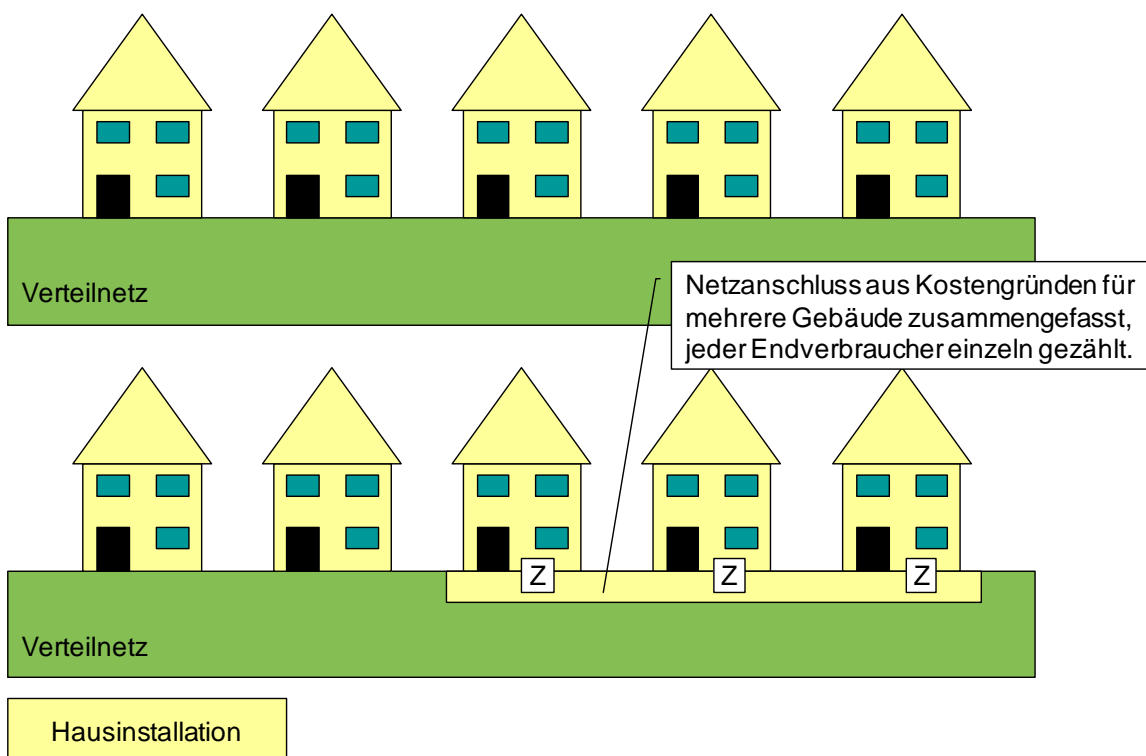 Verteilnetz
Netzanschluss aus Kostengründen für
mehrere Gebäude zusammengefasst,
jeder Endverbraucher einzeln gezählt.
Z Z Z
Verteilnetz
Hausinstallation